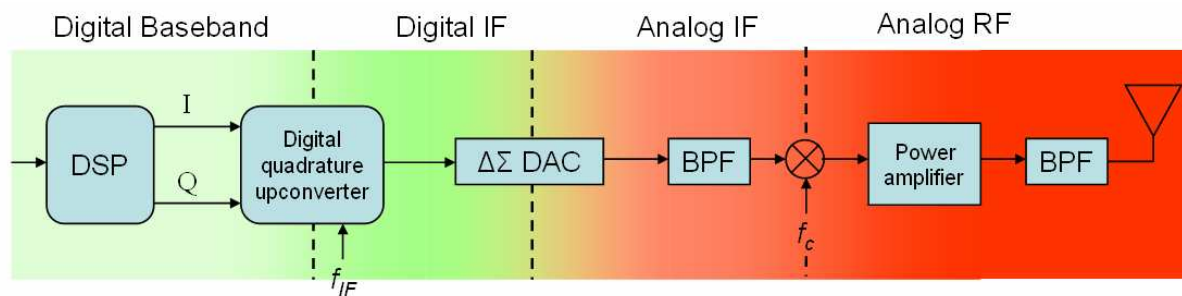 Digital Baseband
Digital IF
Analog IF
Analog RF
DSP
I
Q
Digital
quadrature
upconverter
f_IF
ΔΣ DAC
BPF
f_c
Power
amplifier
BPF